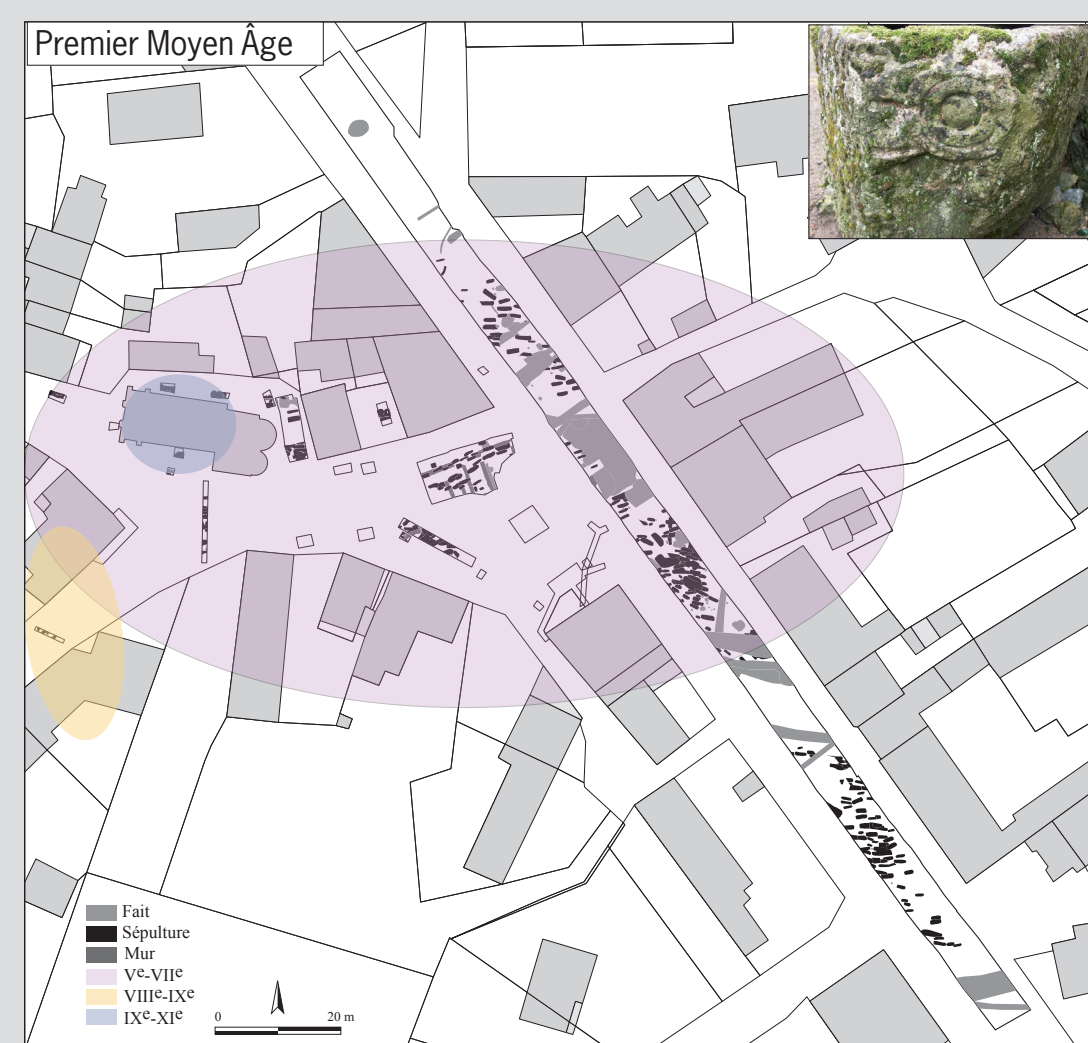 Premier Moyen Âge
Fait
Sépulture
Mur
Ve-VIIe
VIIIe-IXe
IXe-XIe
0 20 m